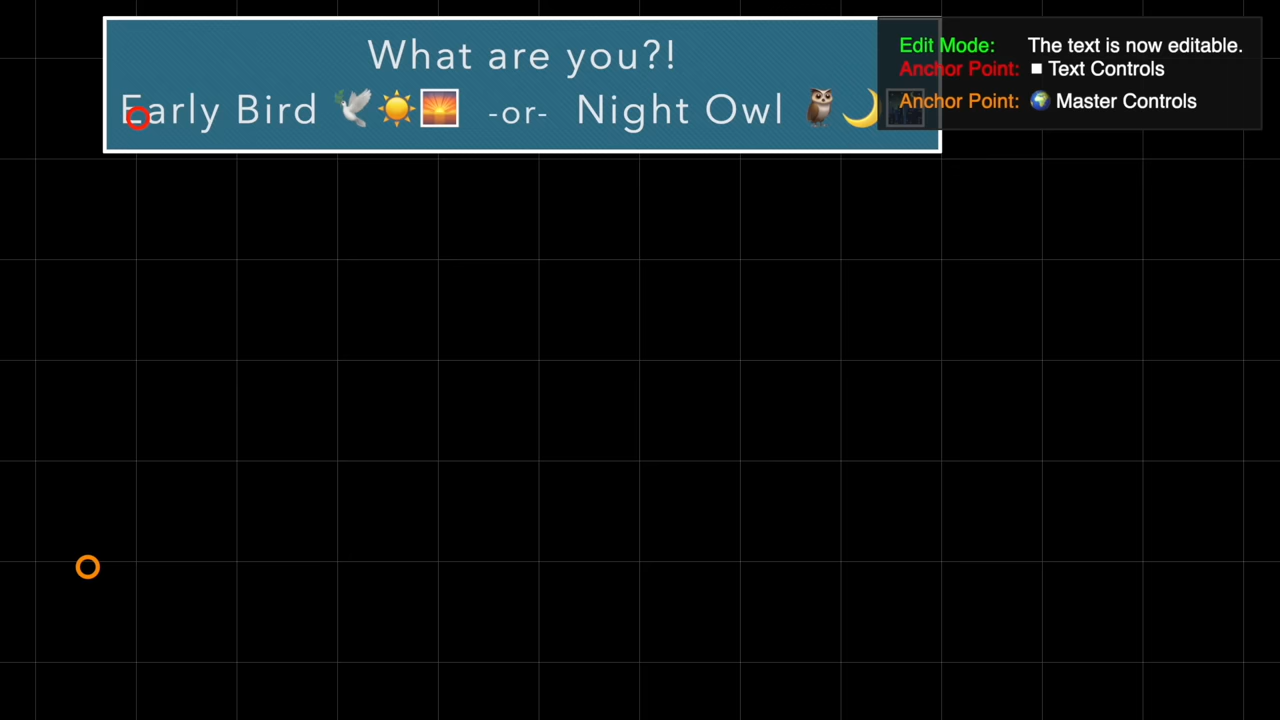 What are you?!
Early Bird 🕊️☀️🌅 -or- Night Owl 🦉🌙🌃
Edit Mode: The text is now editable.
Anchor Point: Text Controls
Anchor Point: 🌍 Master Controls